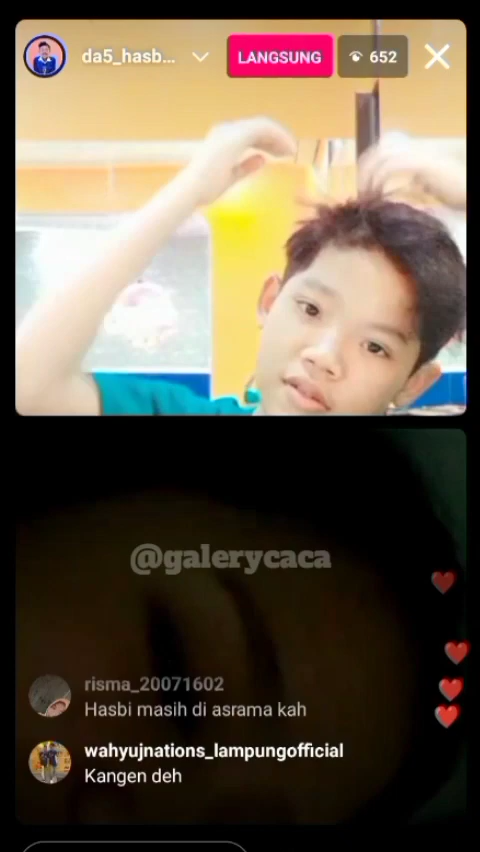 da5_hasb...
LANGSUNG
652
@galerycaca
risma_20071602
Hasbi masih di asrama kah
wahyujnations_lampungofficial
Kangen deh